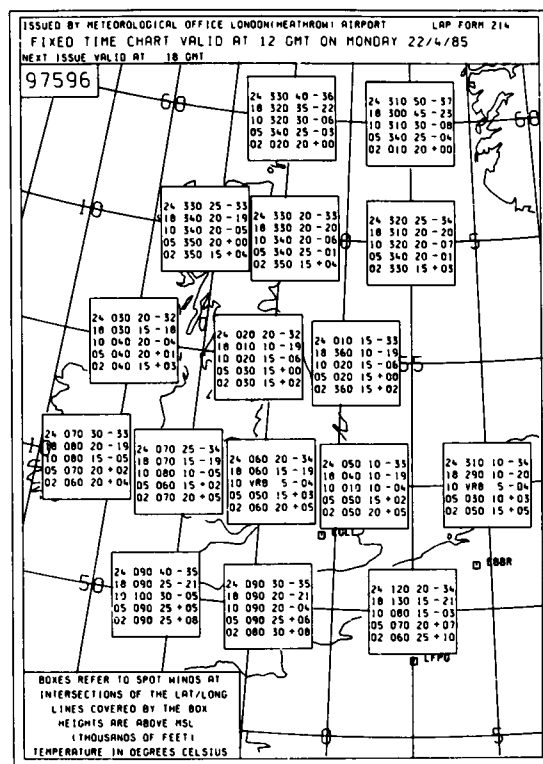 ISSUED BY METEOROLOGICAL OFFICE LONDON(HEATHROW) AIRPORT LAP FORM 214
FIXED TIME CHART VALID AT 12 GMT ON MONDAY 22/4/85
NEXT ISSUE VALID AT 18 GMT
97596
60
24 330 40 -36
18 320 35 -22
10 320 30 -06
05 340 25 -03
02 020 20 +00
24 310 50 -37
18 300 45 -23
10 310 30 -08
05 340 25 -04
02 010 20 +00
60
10
24 330 25 -33
18 340 20 -19
10 340 20 -05
05 350 20 +00
02 350 15 +04
24 330 20 -33
18 330 20 -20
10 340 20 -06
05 340 25 -01
02 350 15 +04
0
24 320 25 -34
18 310 20 -20
10 320 20 -07
05 340 20 -01
02 330 15 +03
5
24 030 20 -32
18 030 15 -18
10 040 20 -04
05 040 20 +01
02 040 15 +03
24 020 20 -32
18 010 10 -19
10 020 15 -06
05 030 15 +00
02 030 15 +02
24 010 15 -33
18 360 10 -19
10 020 15 -06
05 020 15 +00
02 360 15 +02
55
24 070 30 -33
18 080 20 -19
10 080 15 -05
05 070 20 +02
02 060 20 +04
24 070 25 -34
18 070 15 -19
10 080 10 -05
05 060 15 +02
02 070 20 +05
24 060 20 -34
18 060 15 -19
10 VRB 5 -04
05 050 15 +03
02 060 20 +05
24 050 10 -33
18 040 10 -19
10 010 10 -04
05 050 15 +02
02 050 20 +05
24 310 10 -34
18 290 10 -20
10 VRB 5 -04
05 030 10 +03
02 050 15 +05
EGLL
EBBR
50
24 090 40 -35
18 090 25 -21
10 100 30 -05
05 090 25 +05
02 090 25 +08
24 090 30 -35
18 090 20 -21
10 090 20 -04
05 090 25 +06
02 080 30 +08
24 120 20 -34
18 130 15 -21
10 080 15 -03
05 070 20 +07
02 060 25 +10
LFPG
BOXES REFER TO SPOT WINDS AT
INTERSECTIONS OF THE LAT/LONG
LINES COVERED BY THE BOX
HEIGHTS ARE ABOVE MSL
(THOUSANDS OF FEET)
TEMPERATURE IN DEGREES CELSIUS
0
5